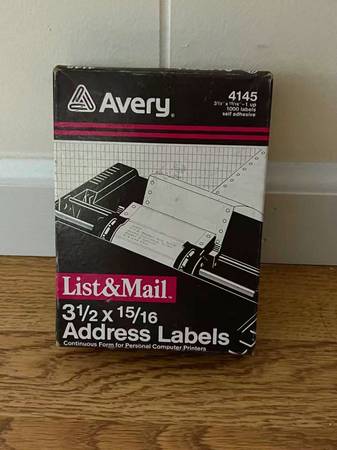 Avery®
4145
3½" x 15/16" - 1 up
1000 labels
self adhesive
List&Mail™
3½ x 15/16
Address Labels
Continuous Form for Personal Computer Printers